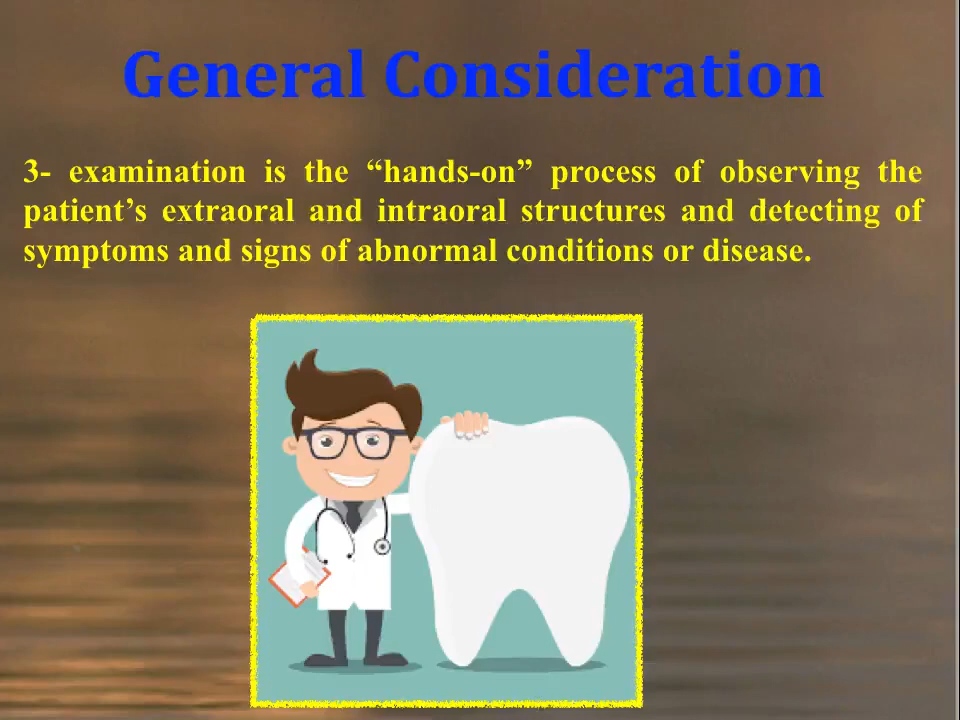 General Consideration
3- examination is the “hands-on” process of observing the
patient’s extraoral and intraoral structures and detecting of
symptoms and signs of abnormal conditions or disease.